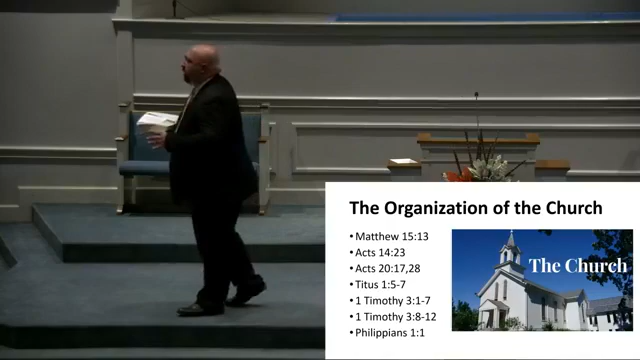 The Organization of the Church
• Matthew 15:13
• Acts 14:23
• Acts 20:17,28
• Titus 1:5-7
• 1 Timothy 3:1-7
• 1 Timothy 3:8-12
• Philippians 1:1
The Church